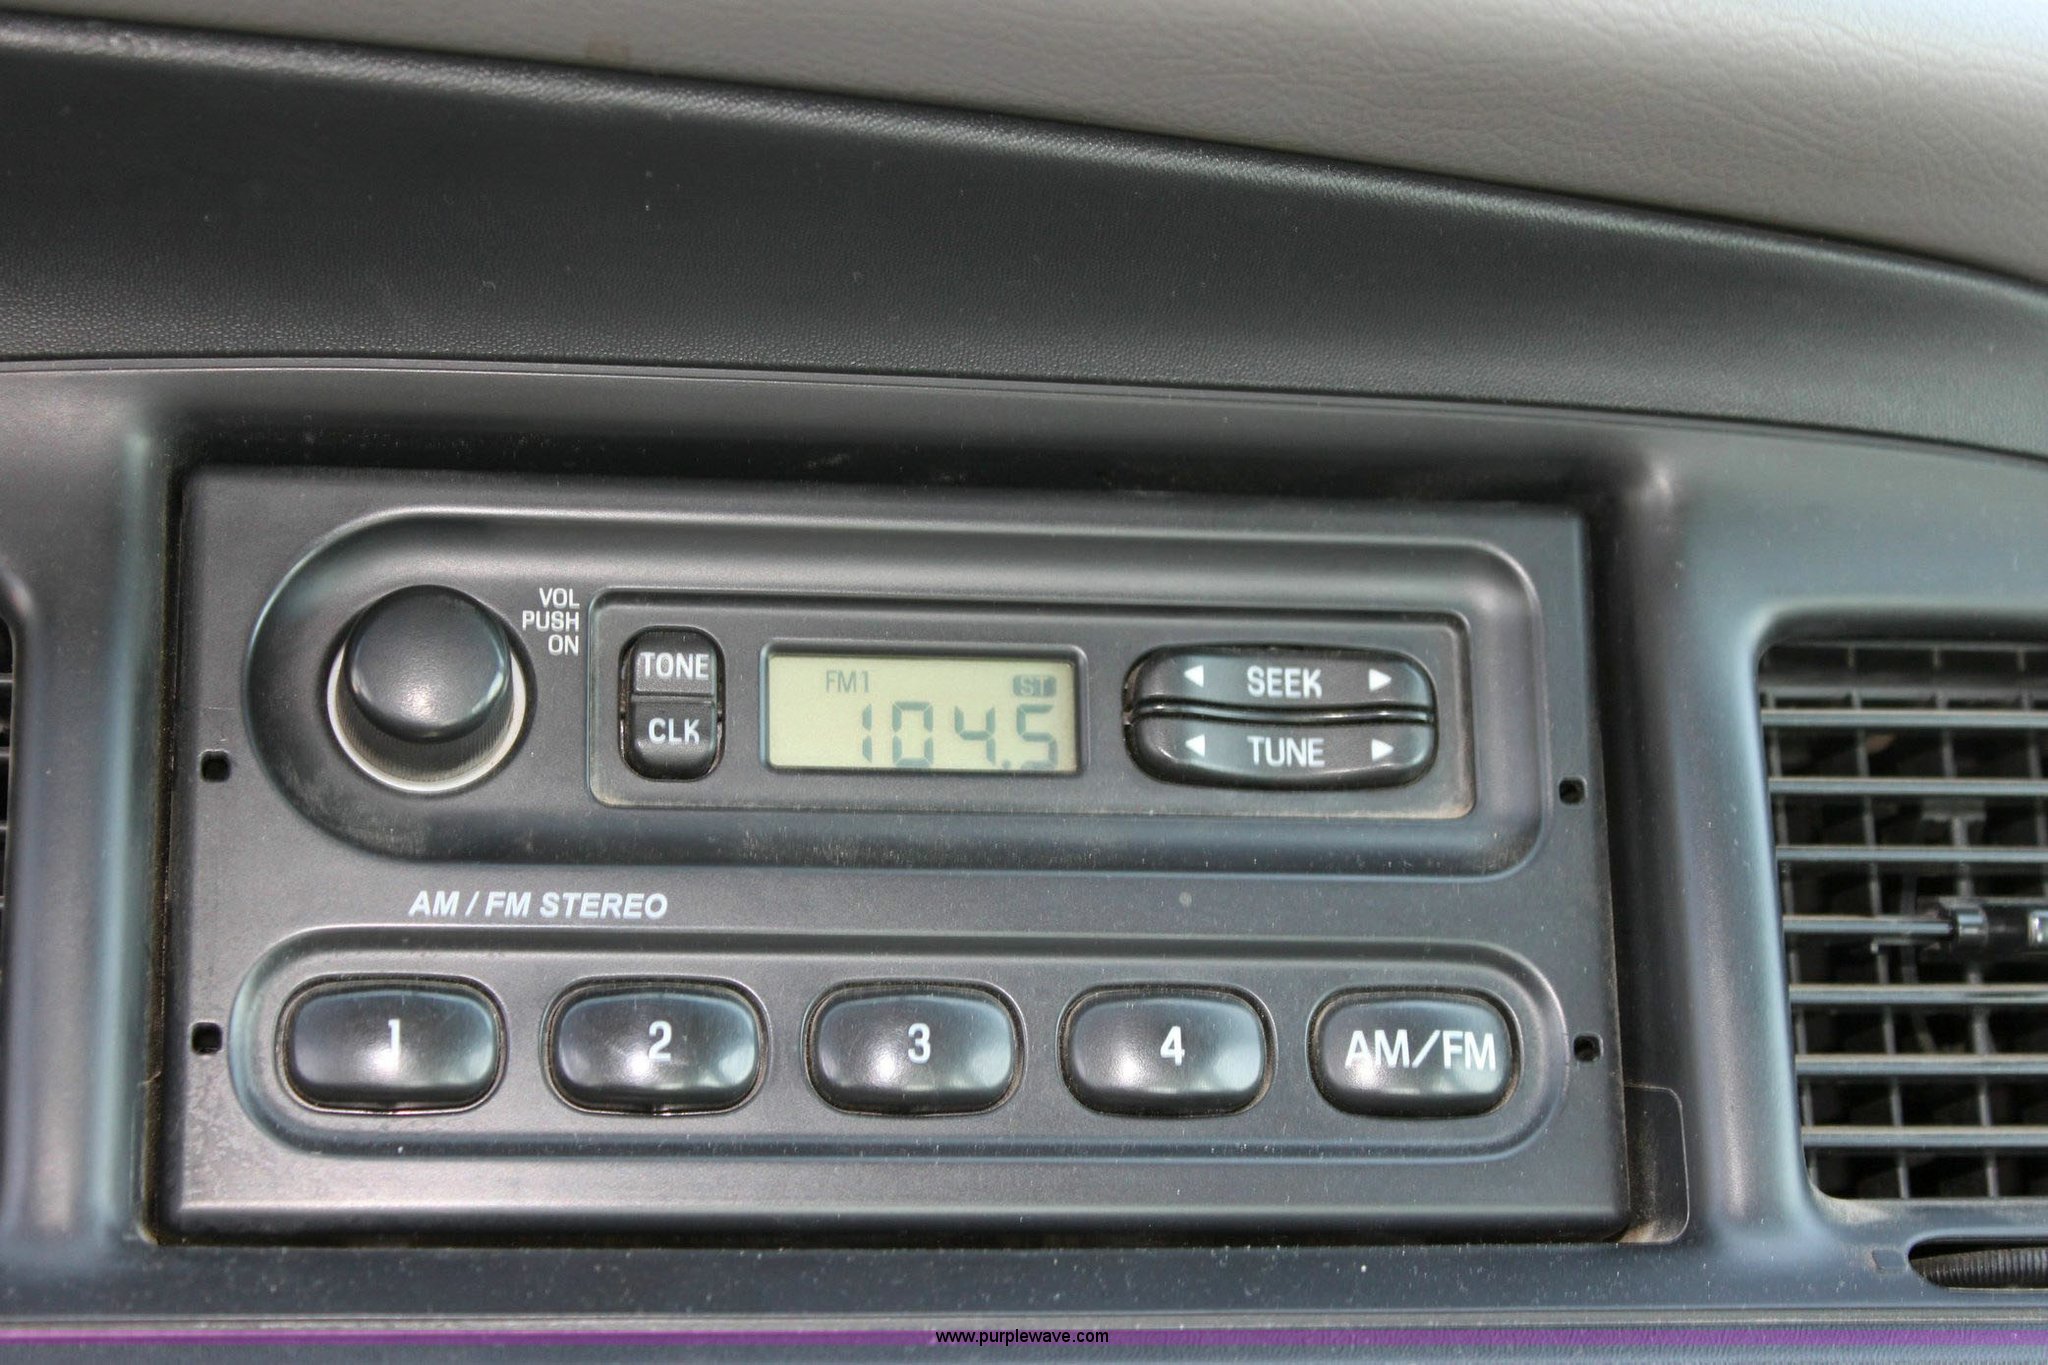 VOL
PUSH
ON
TONE
CLK
FM1
ST
104.5
SEEK
TUNE
AM / FM STEREO
1
2
3
4
AM/FM
www.purplewave.com